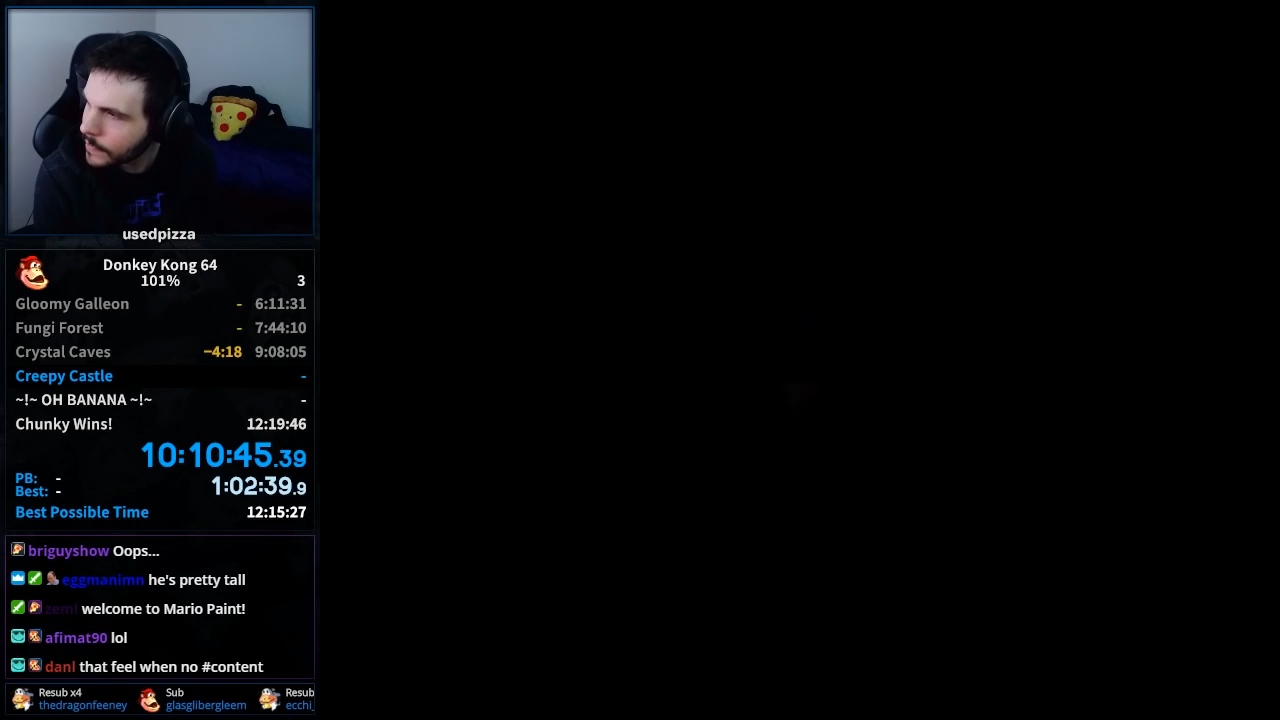 usedpizza
Donkey Kong 64
101% 3
Gloomy Galleon - 6:11:31
Fungi Forest - 7:44:10
Crystal Caves −4:18 9:08:05
Creepy Castle -
~!~ OH BANANA ~!~ -
Chunky Wins! 12:19:46
10:10:45.39
PB: -
Best: - 1:02:39.9
Best Possible Time 12:15:27
briguyshow Oops...
eggmanimn he's pretty tall
zeml welcome to Mario Paint!
afimat90 lol
danl that feel when no #content
Resub x4 Sub Resub
thedragonfeeney glasglibergleem ecchi_